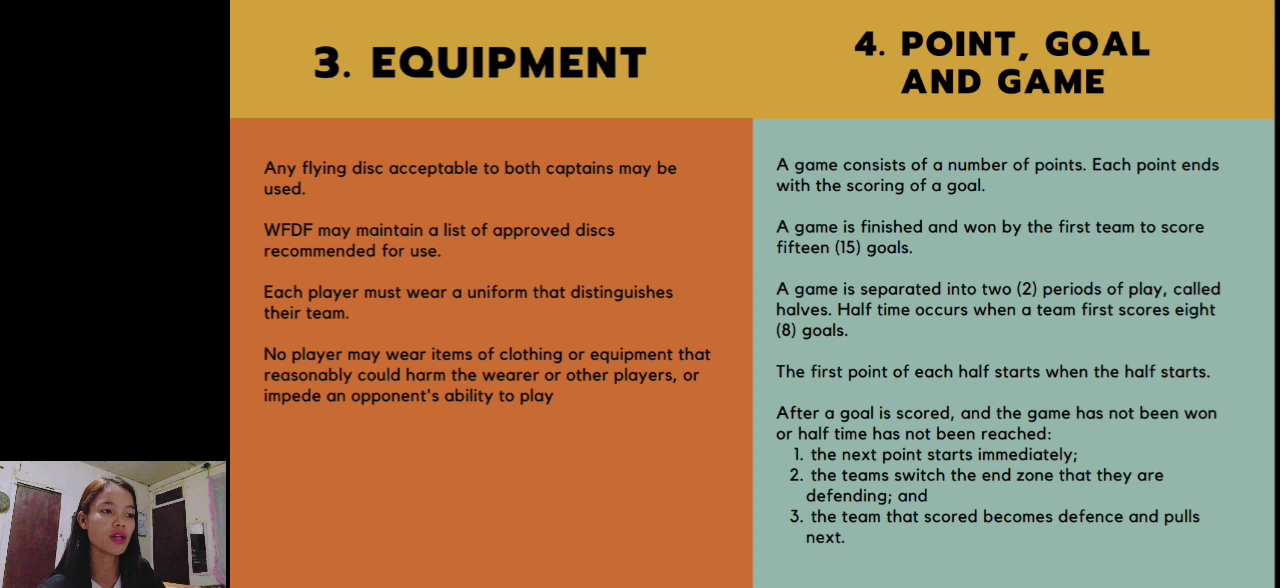 3. EQUIPMENT
Any flying disc acceptable to both captains may be
used.
WFDF may maintain a list of approved discs
recommended for use.
Each player must wear a uniform that distinguishes
their team.
No player may wear items of clothing or equipment that
reasonably could harm the wearer or other players, or
impede an opponent's ability to play
4. POINT, GOAL
AND GAME
A game consists of a number of points. Each point ends
with the scoring of a goal.
A game is finished and won by the first team to score
fifteen (15) goals.
A game is separated into two (2) periods of play, called
halves. Half time occurs when a team first scores eight
(8) goals.
The first point of each half starts when the half starts.
After a goal is scored, and the game has not been won
or half time has not been reached:
1. the next point starts immediately;
2. the teams switch the end zone that they are
defending; and
3. the team that scored becomes defence and pulls
next.